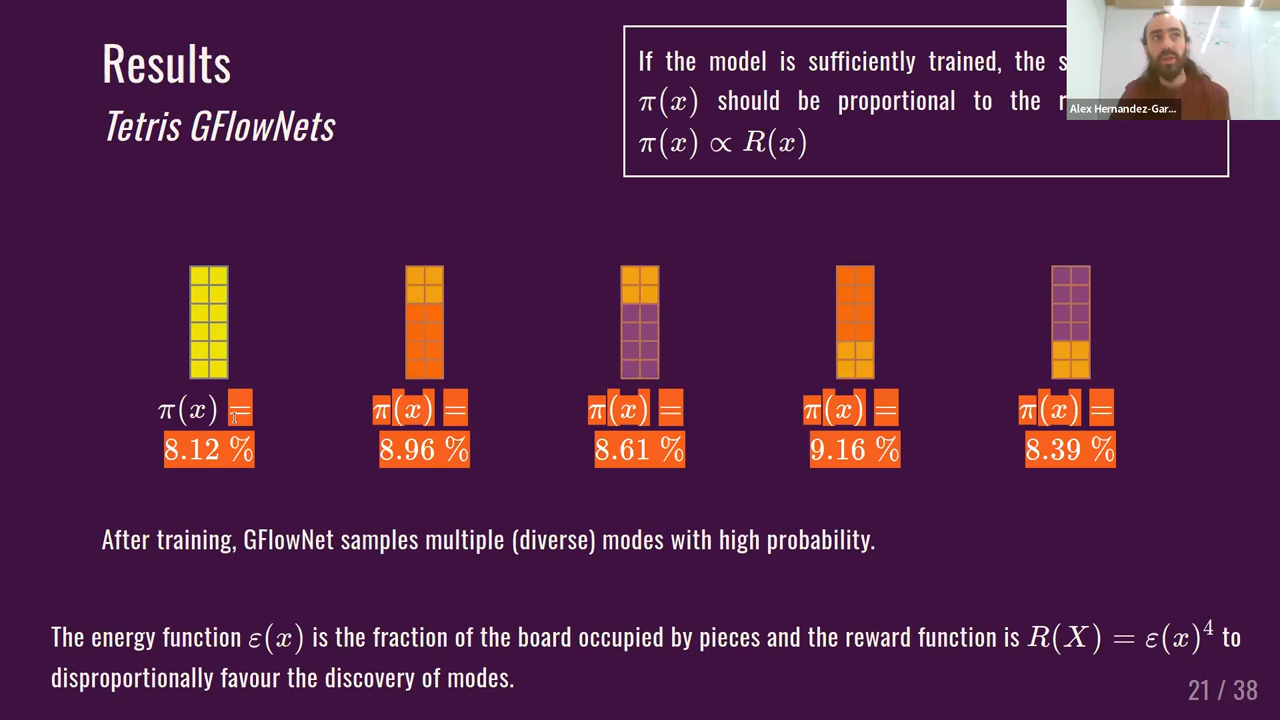 Results
Tetris GFlowNets
If the model is sufficiently trained, the
π(x) should be proportional to the
π(x) ∝ R(x)
Alex Hernandez-Gar...
π(x) = 8.12 %
π(x) = 8.96 %
π(x) = 8.61 %
π(x) = 9.16 %
π(x) = 8.39 %
After training, GFlowNet samples multiple (diverse) modes with high probability.
The energy function ε(x) is the fraction of the board occupied by pieces and the reward function is R(X) = ε(x)⁴ to
disproportionally favour the discovery of modes.
21 / 38